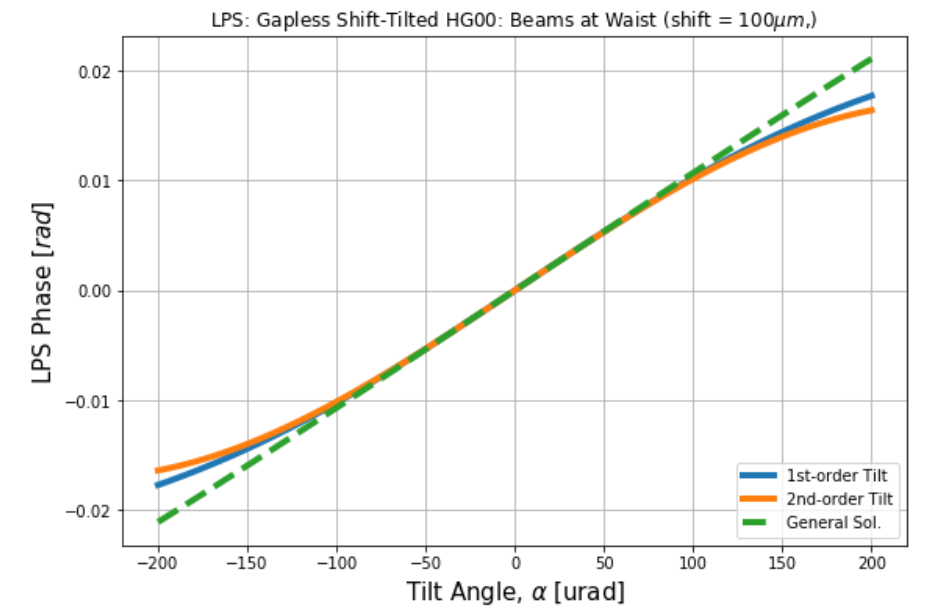 LPS: Gapless Shift-Tilted HG00: Beams at Waist (shift = 100μm,)
LPS Phase [rad]
0.02
0.01
0.00
−0.01
−0.02
1st-order Tilt
2nd-order Tilt
General Sol.
−200 −150 −100 −50 0 50 100 150 200
Tilt Angle, α [urad]